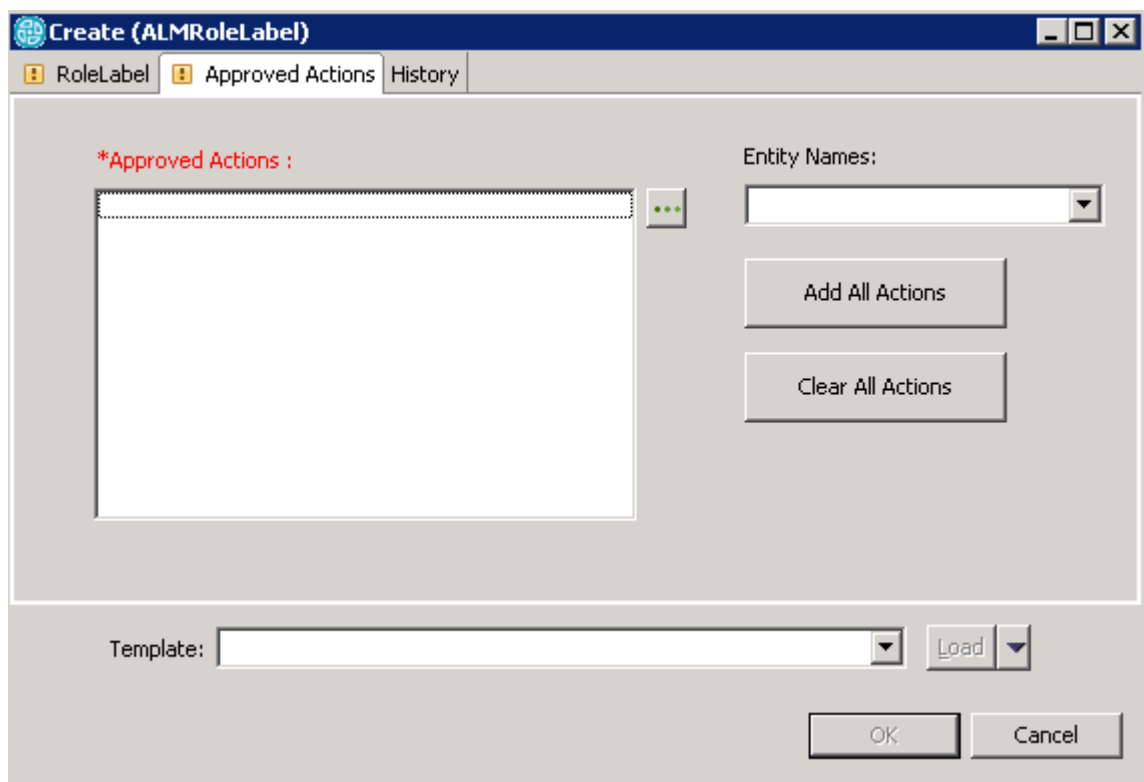 Create (ALMRoleLabel)
RoleLabel Approved Actions History
*Approved Actions :
Entity Names:
Add All Actions
Clear All Actions
Template:
Load
OK Cancel